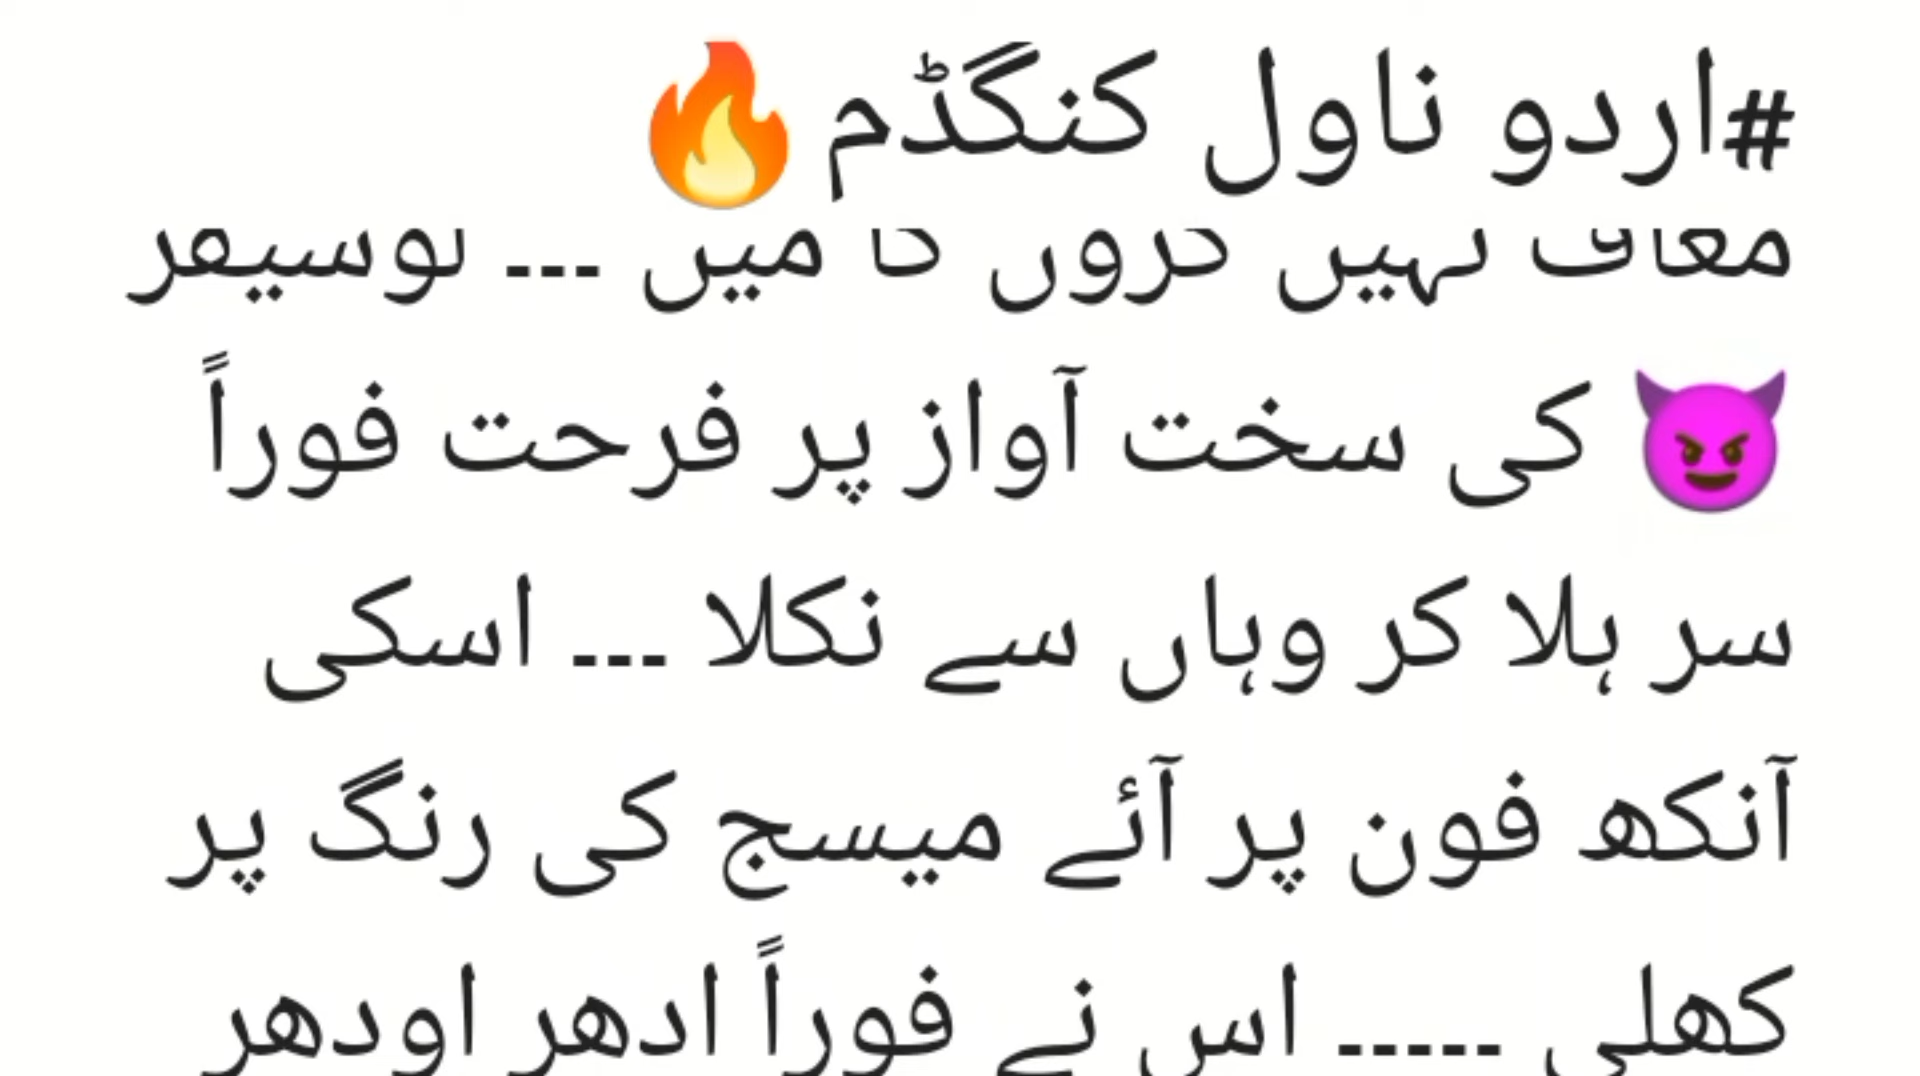 #اردو ناول کنگڈم🔥
معاف نہیں کروں گا میں --- لوسیفر
😈 کی سخت آواز پر فرحت فوراً
سر ہلا کر وہاں سے نکلا --- اسکی
آنکھ فون پر آئے میسج کی رنگ پر
کھلی ----- اس نے فوراً ادھر اودھر